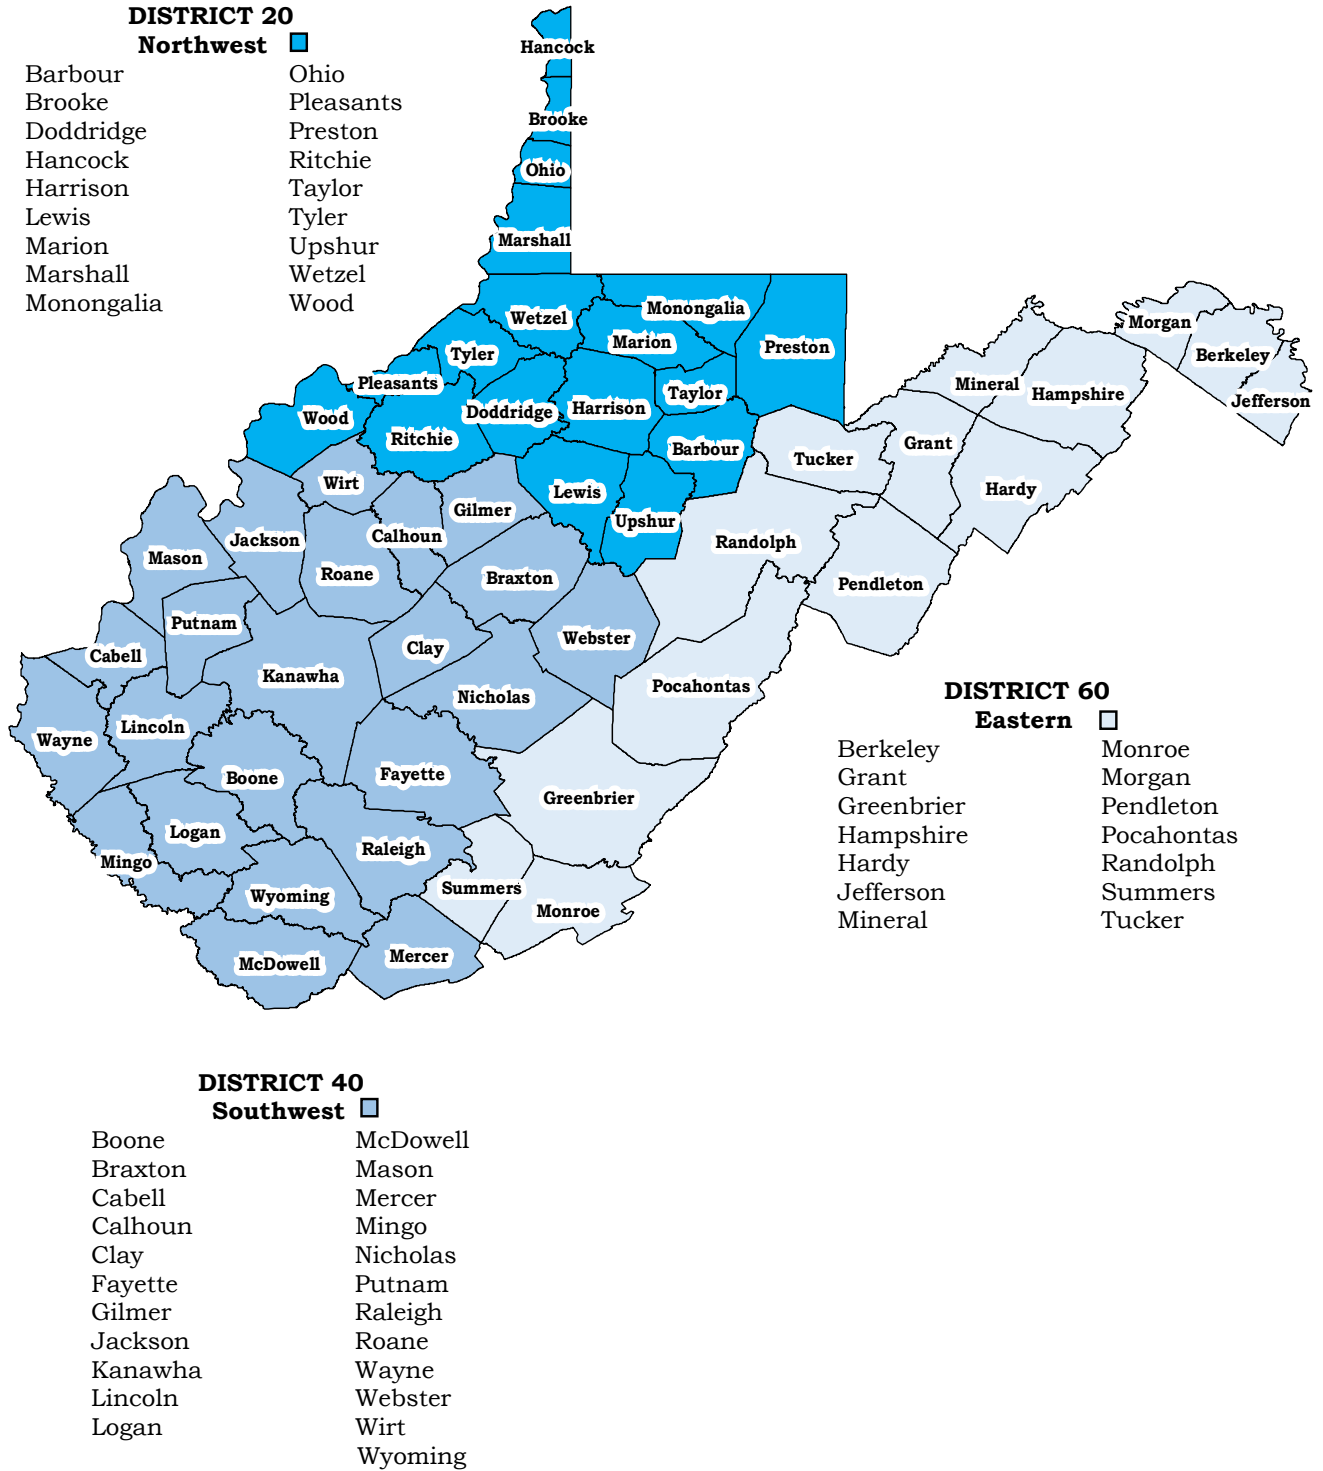 DISTRICT 20
Northwest
Barbour Ohio
Brooke Pleasants
Doddridge Preston
Hancock Ritchie
Harrison Taylor
Lewis Tyler
Marion Upshur
Marshall Wetzel
Monongalia Wood
Hancock
Brooke
Ohio
Marshall
Wetzel
Monongalia
Marion
Preston
Tyler
Pleasants
Taylor
Doddridge
Harrison
Wood
Ritchie
Barbour
Lewis
Upshur
Morgan
Berkeley
Jefferson
Mineral
Hampshire
Grant
Tucker
Hardy
Randolph
Pendleton
Wirt
Gilmer
Calhoun
Jackson
Mason
Roane
Braxton
Putnam
Webster
Cabell
Clay
Kanawha
Pocahontas
Nicholas
Lincoln
Wayne
Boone
Fayette
Greenbrier
Logan
Raleigh
Mingo
Summers
Wyoming
Monroe
Mercer
McDowell
DISTRICT 60
Eastern
Berkeley Monroe
Grant Morgan
Greenbrier Pendleton
Hampshire Pocahontas
Hardy Randolph
Jefferson Summers
Mineral Tucker
DISTRICT 40
Southwest
Boone McDowell
Braxton Mason
Cabell Mercer
Calhoun Mingo
Clay Nicholas
Fayette Putnam
Gilmer Raleigh
Jackson Roane
Kanawha Wayne
Lincoln Webster
Logan Wirt
Wyoming